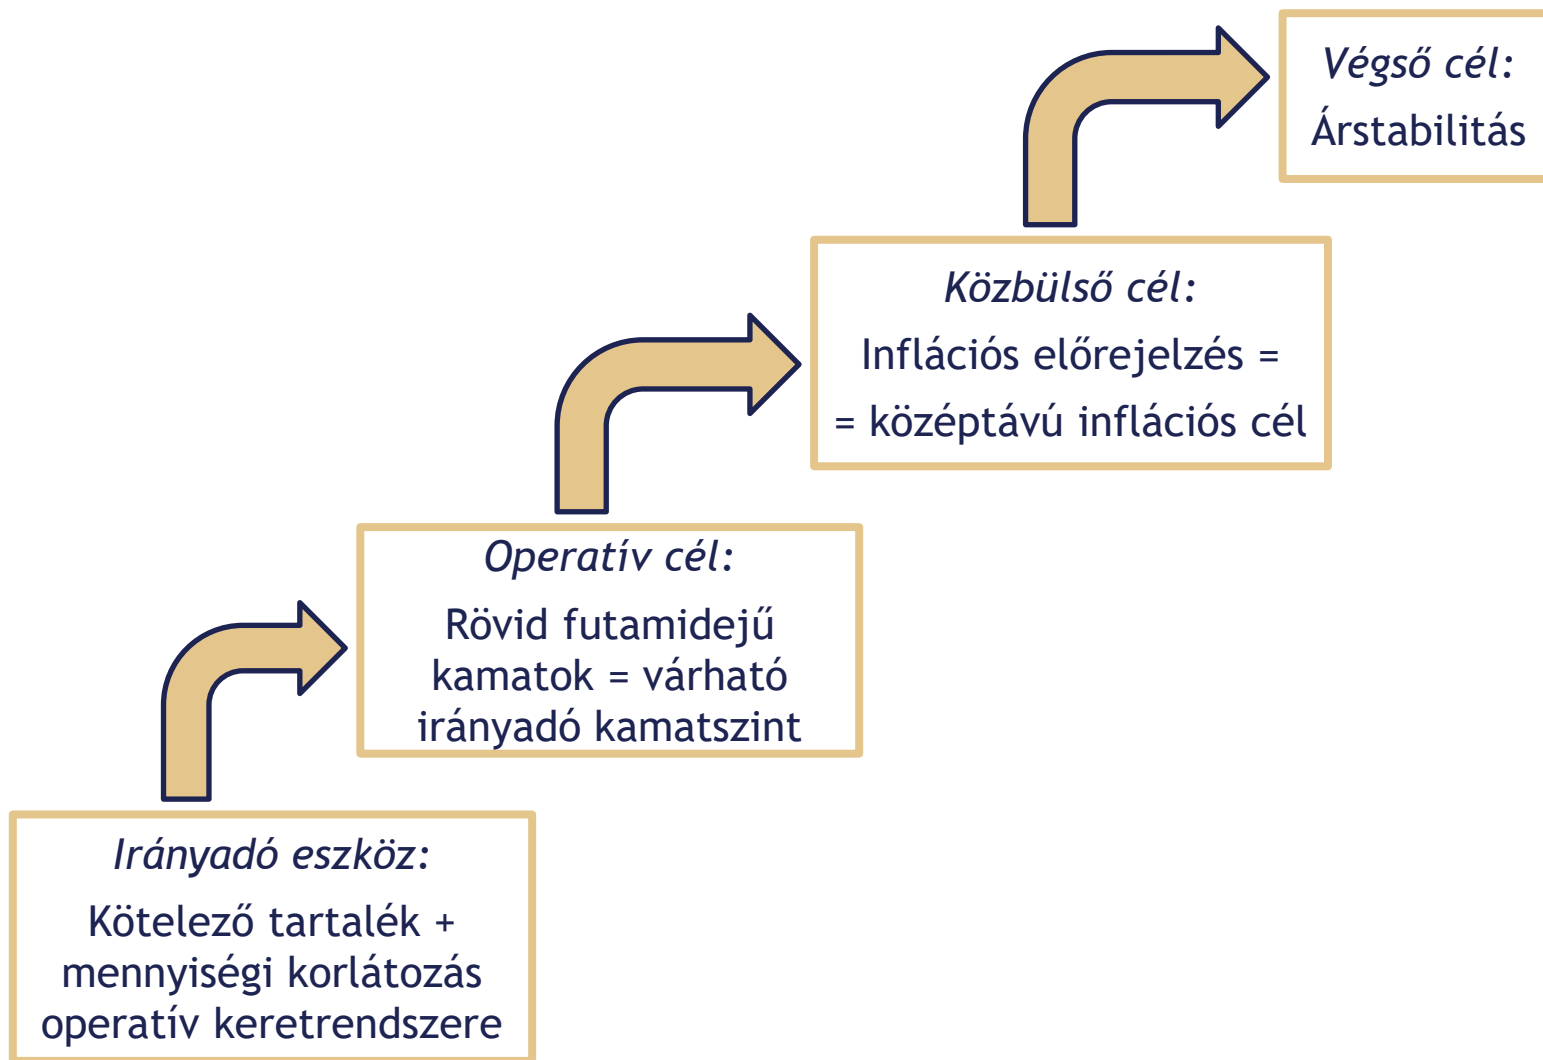 Végső cél:
Árstabilitás
Közbülső cél:
Inflációs előrejelzés =
= középtávú inflációs cél
Operatív cél:
Rövid futamidejű
kamatok = várható
irányadó kamatszint
Irányadó eszköz:
Kötelező tartalék +
mennyiségi korlátozás
operatív keretrendszere